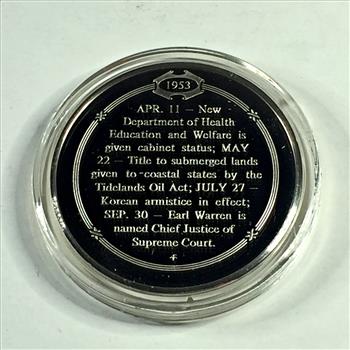 1953
APR. 11 – New
Department of Health
Education and Welfare is
given cabinet status; MAY
22 – Title to submerged lands
given to coastal states by the
Tidelands Oil Act; JULY 27 –
Korean armistice in effect;
SEP. 30 – Earl Warren is
named Chief Justice of
Supreme Court.